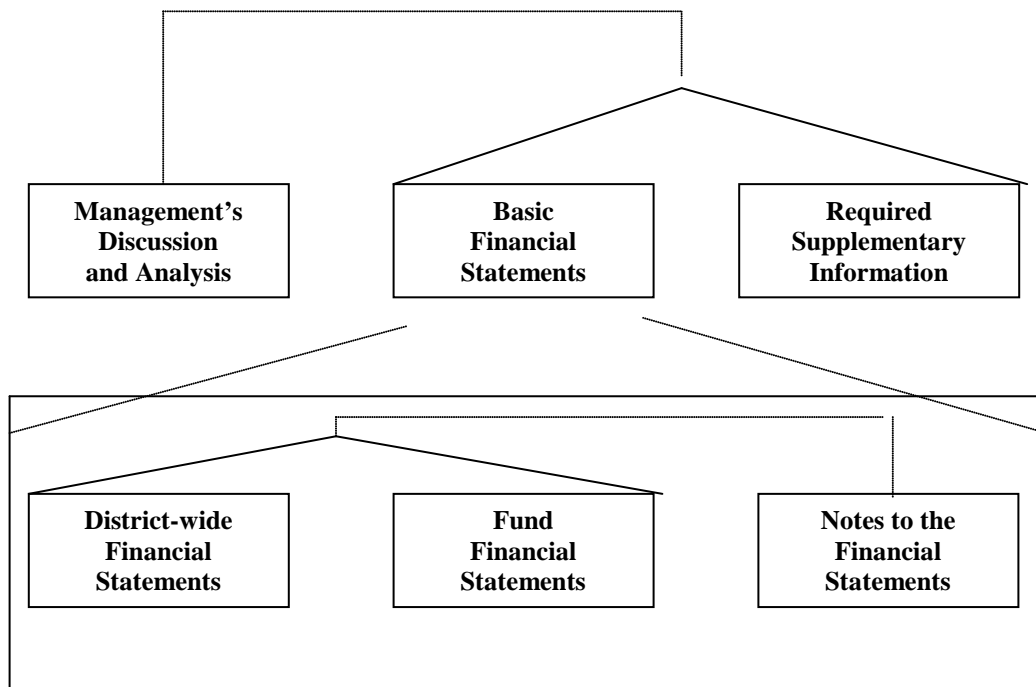 Management’s
Discussion
and Analysis
Basic
Financial
Statements
Required
Supplementary
Information
District-wide
Financial
Statements
Fund
Financial
Statements
Notes to the
Financial
Statements